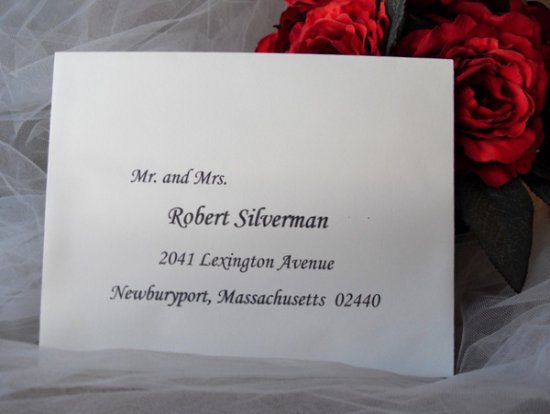 Mr. and Mrs.
Robert Silverman
2041 Lexington Avenue
Newburyport, Massachusetts 02440